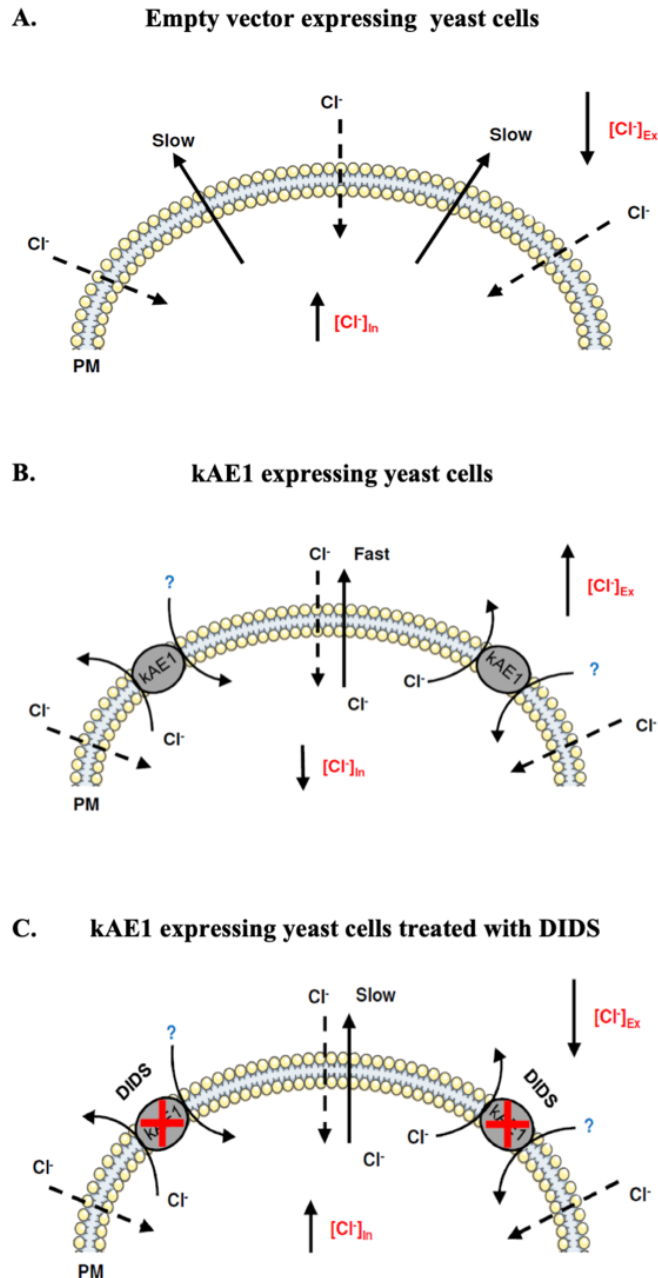 A. Empty vector expressing yeast cells
Cl-
Slow
Slow
[Cl-]Ex
Cl-
Cl-
[Cl-]In
PM
B. kAE1 expressing yeast cells
Cl- Fast
?
[Cl-]Ex
kAE1
kAE1
?
Cl-
Cl-
Cl-
Cl-
Cl-
[Cl-]In
PM
C. kAE1 expressing yeast cells treated with DIDS
Cl- Slow
[Cl-]Ex
?
DIDS
DIDS
kAE1
kAE1
?
Cl-
Cl-
Cl-
Cl-
Cl-
[Cl-]In
PM